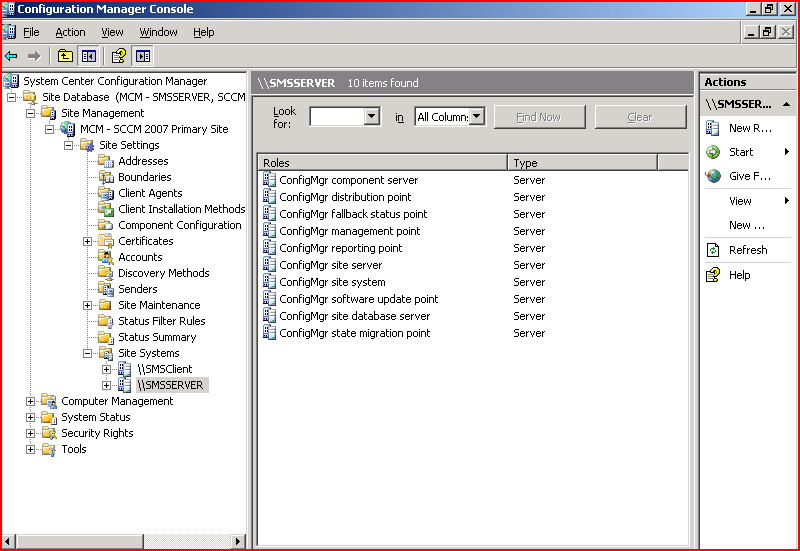 Configuration Manager Console
File Action View Window Help
System Center Configuration Manager
Site Database (MCM - SMSSERVER, SCCM
Site Management
MCM - SCCM 2007 Primary Site
Site Settings
Addresses
Boundaries
Client Agents
Client Installation Methods
Component Configuration
Certificates
Accounts
Discovery Methods
Senders
Site Maintenance
Status Filter Rules
Status Summary
Site Systems
\\SMSClient
\\SMSSERVER
Computer Management
System Status
Security Rights
Tools
\\SMSSERVER 10 items found
Look for: in All Column: Find Now Clear
Roles Type
ConfigMgr component server Server
ConfigMgr distribution point Server
ConfigMgr fallback status point Server
ConfigMgr management point Server
ConfigMgr reporting point Server
ConfigMgr site server Server
ConfigMgr site system Server
ConfigMgr software update point Server
ConfigMgr site database server Server
ConfigMgr state migration point Server
Actions
\\SMSSER...
New R...
Start
Give F...
View
New ...
Refresh
Help